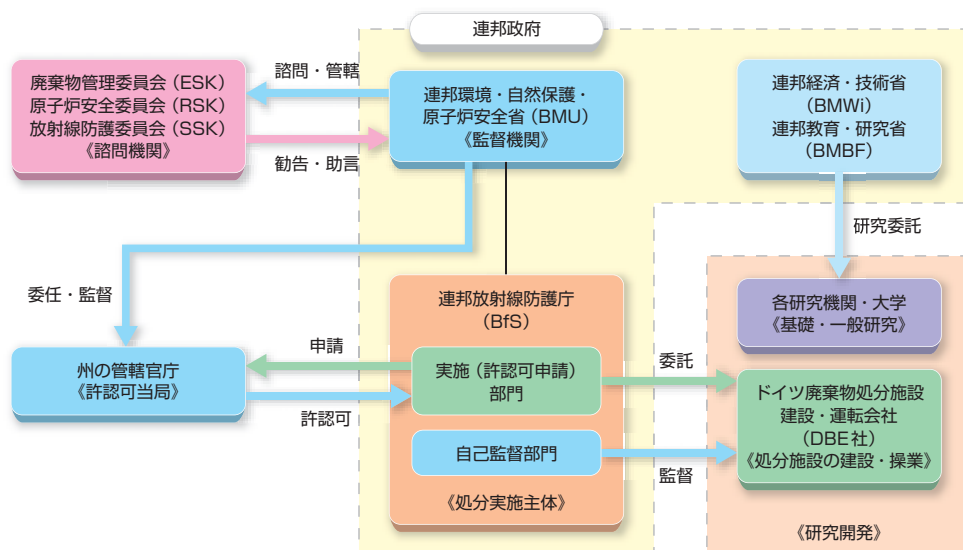 連邦政府
廃棄物管理委員会（ESK）
原子炉安全委員会（RSK）
放射線防護委員会（SSK）
《諮問機関》
諮問・管轄
勧告・助言
連邦環境・自然保護・
原子炉安全省（BMU）
《監督機関》
連邦経済・技術省
（BMWi）
連邦教育・研究省
（BMBF）
研究委託
委任・監督
連邦放射線防護庁
（BfS）
各研究機関・大学
《基礎・一般研究》
州の管轄官庁
《許認可当局》
申請
許認可
実施（許認可申請）
部門
委託
ドイツ廃棄物処分施設
建設・運転会社
（DBE社）
《処分施設の建設・操業》
自己監督部門
監督
《処分実施主体》
《研究開発》